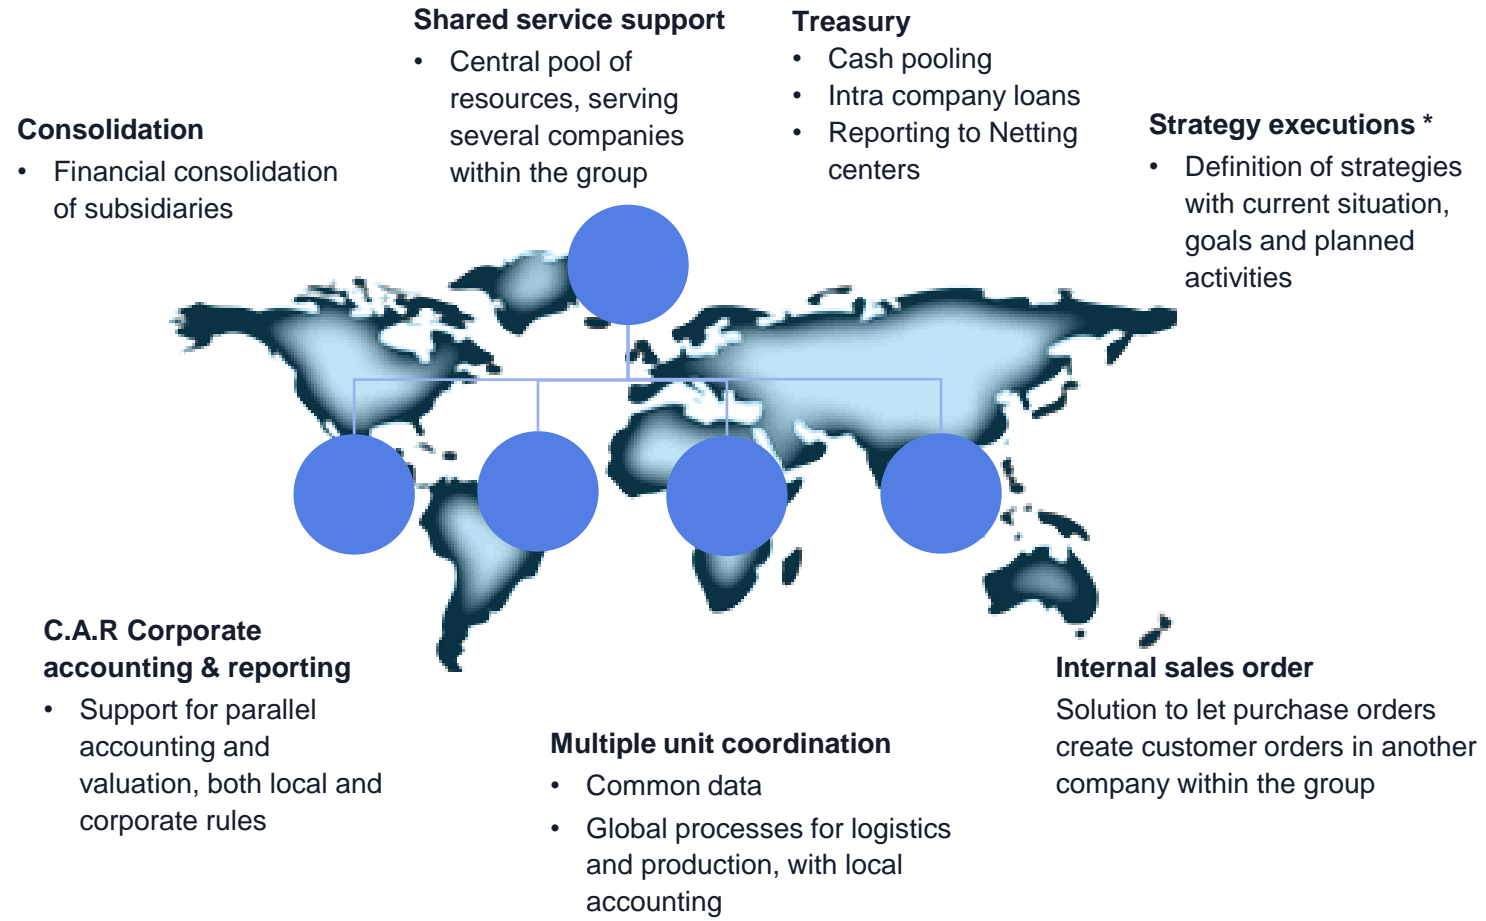 Shared service support
• Central pool of
resources, serving
several companies
within the group
Treasury
• Cash pooling
• Intra company loans
• Reporting to Netting
centers
Consolidation
• Financial consolidation
of subsidiaries
Strategy executions *
• Definition of strategies
with current situation,
goals and planned
activities
C.A.R Corporate
accounting & reporting
• Support for parallel
accounting and
valuation, both local and
corporate rules
Multiple unit coordination
• Common data
• Global processes for logistics
and production, with local
accounting
Internal sales order
Solution to let purchase orders
create customer orders in another
company within the group